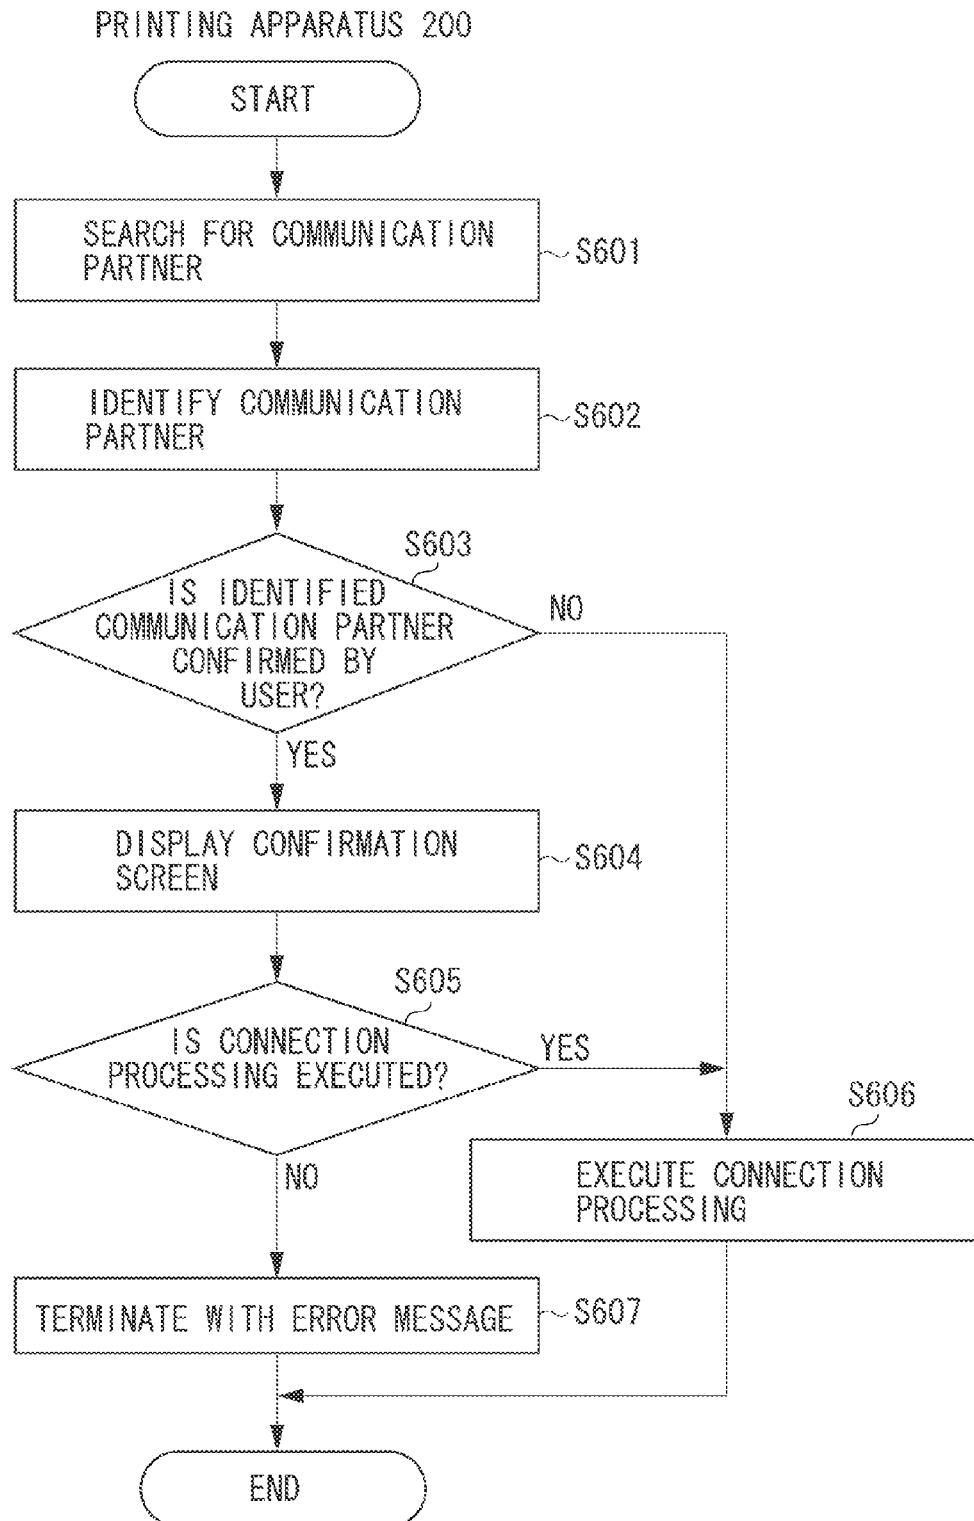 PRINTING APPARATUS 200
START
SEARCH FOR COMMUNICATION
PARTNER
S601
IDENTIFY COMMUNICATION
PARTNER
S602
S603
IS IDENTIFIED
COMMUNICATION PARTNER
CONFIRMED BY
USER?
NO
YES
DISPLAY CONFIRMATION
SCREEN
S604
S605
IS CONNECTION
PROCESSING EXECUTED?
YES
NO
S606
EXECUTE CONNECTION
PROCESSING
TERMINATE WITH ERROR MESSAGE
S607
END